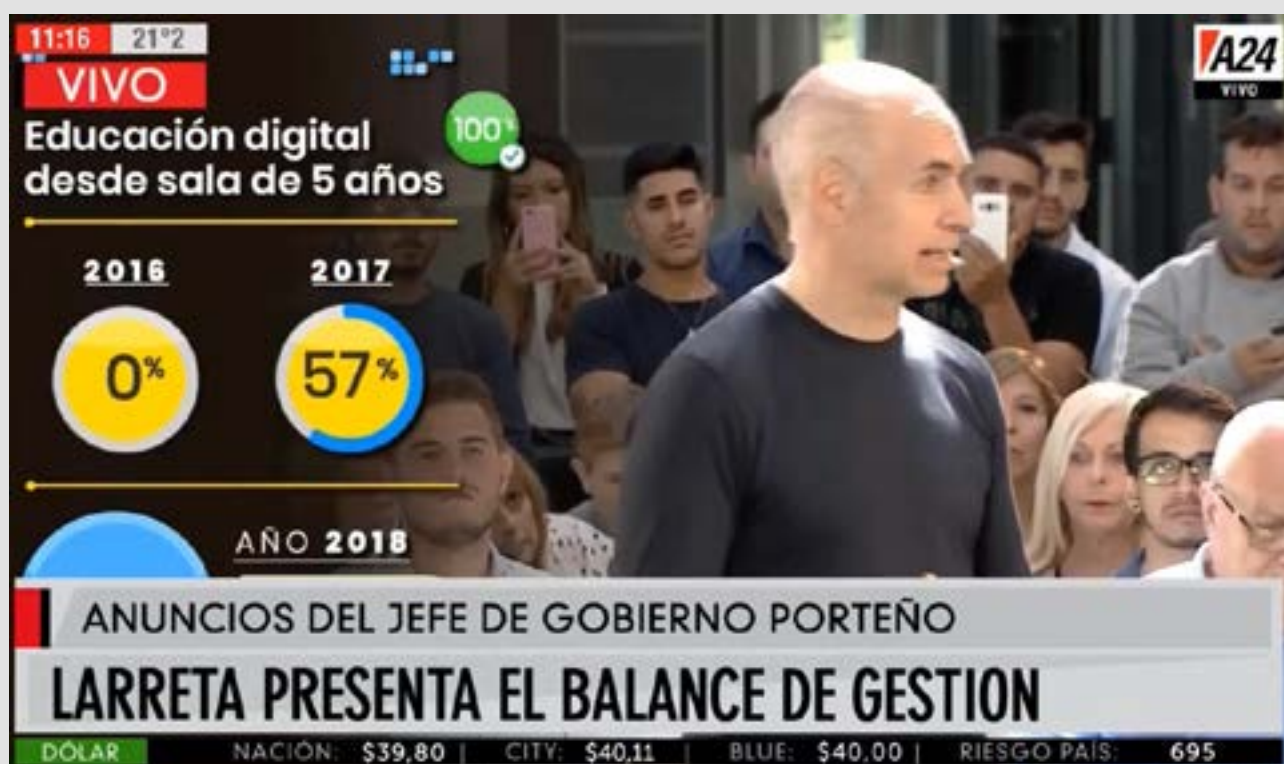 11:16 21°2
VIVO
A24
VIVO
Educación digital
desde sala de 5 años
100%
2016 2017
0% 57%
AÑO 2018
ANUNCIOS DEL JEFE DE GOBIERNO PORTEÑO
LARRETA PRESENTA EL BALANCE DE GESTION
DÓLAR NACIÓN: $39,80 | CITY: $40,11 | BLUE: $40,00 | RIESGO PAÍS: 695